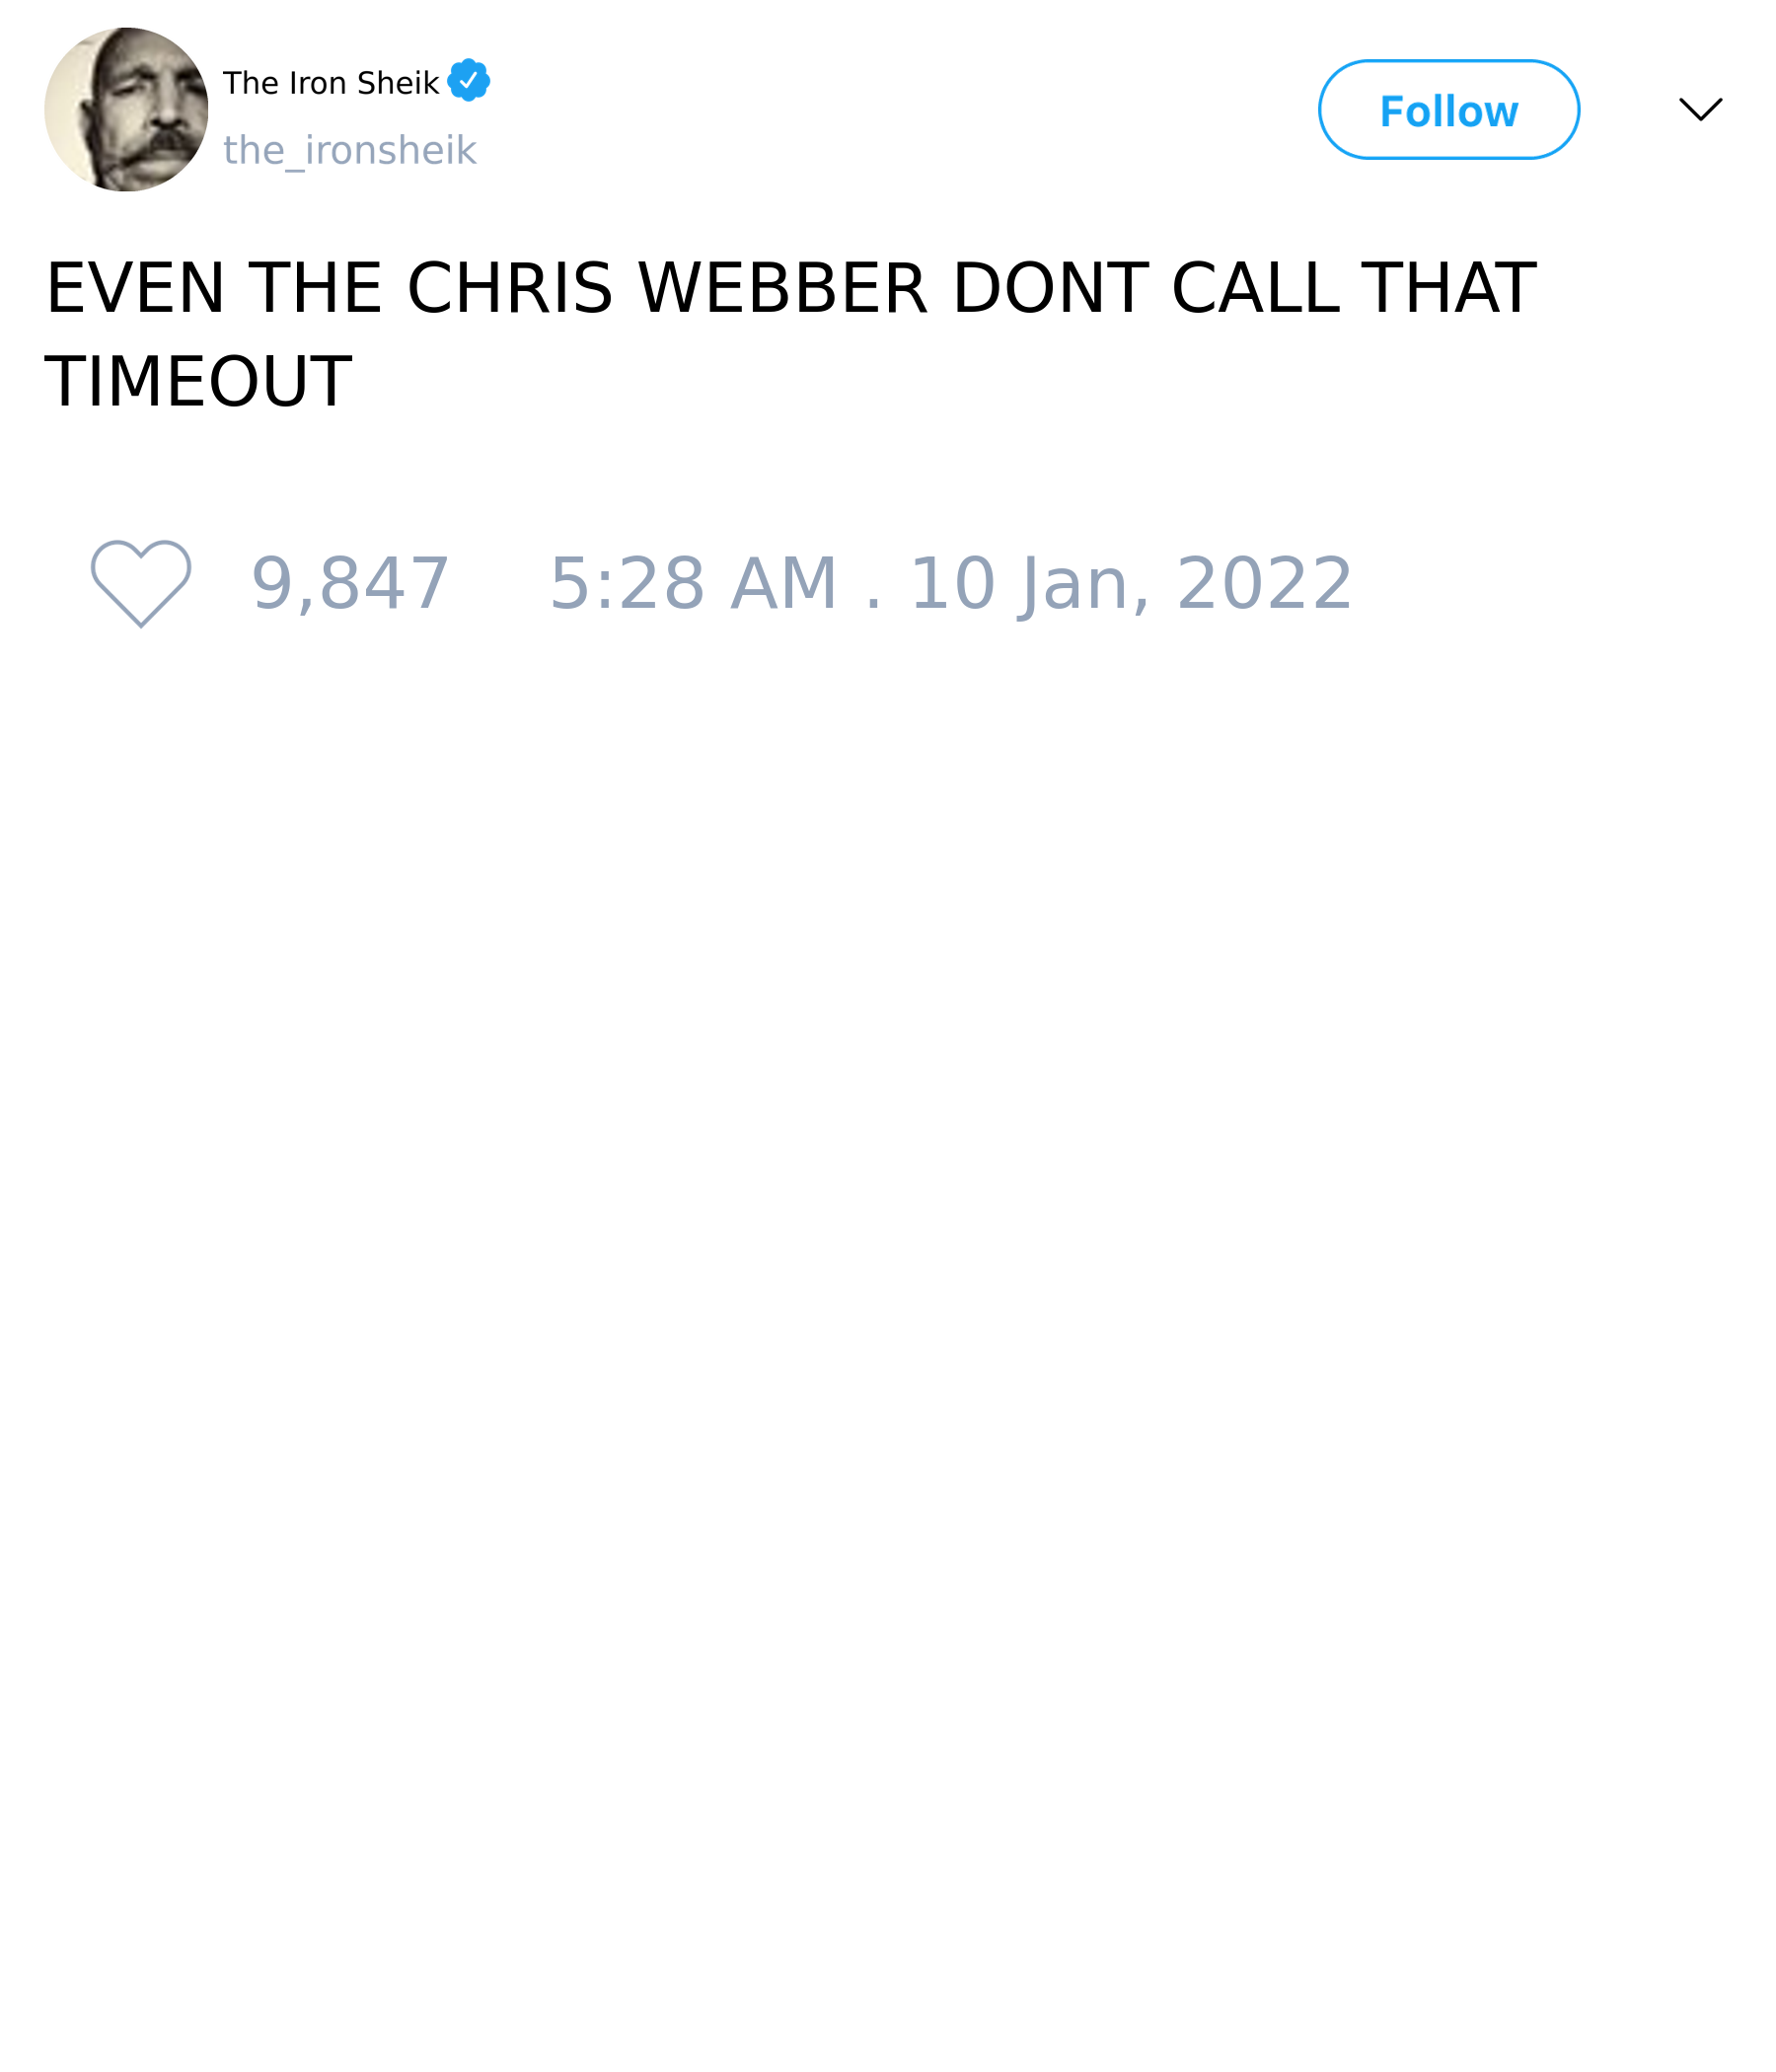 The Iron Sheik
the_ironsheik
Follow
EVEN THE CHRIS WEBBER DONT CALL THAT
TIMEOUT
9,847 5:28 AM . 10 Jan, 2022